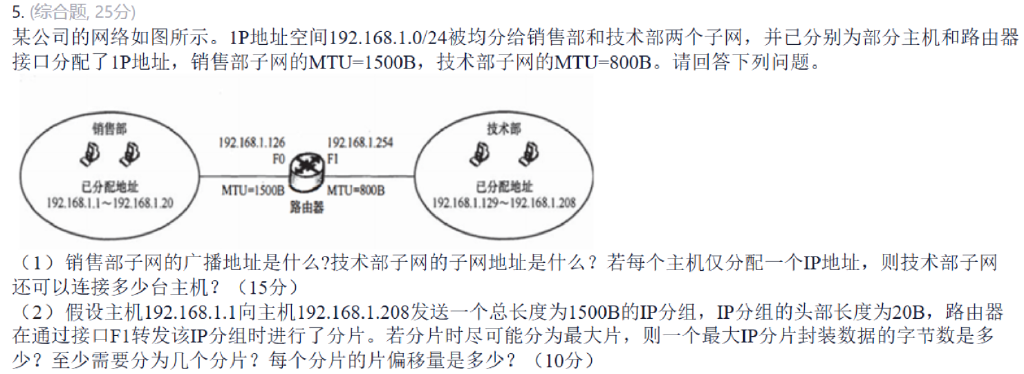 5. (综合题, 25分)
某公司的网络如图所示。1P地址空间192.168.1.0/24被均分给销售部和技术部两个子网，并已分别为部分主机和路由器
接口分配了1P地址，销售部子网的MTU=1500B，技术部子网的MTU=800B。请回答下列问题。
销售部
已分配地址
192.168.1.1～192.168.1.20
192.168.1.126
F0
MTU=1500B
192.168.1.254
F1
MTU=800B
路由器
技术部
已分配地址
192.168.1.129～192.168.1.208
（1）销售部子网的广播地址是什么?技术部子网的子网地址是什么？若每个主机仅分配一个IP地址，则技术部子网
还可以连接多少台主机？（15分）
（2）假设主机192.168.1.1向主机192.168.1.208发送一个总长度为1500B的IP分组，IP分组的头部长度为20B，路由器
在通过接口F1转发该IP分组时进行了分片。若分片时尽可能分为最大片，则一个最大IP分片封装数据的字节数是多
少？至少需要分为几个分片？每个分片的片偏移量是多少？（10分）